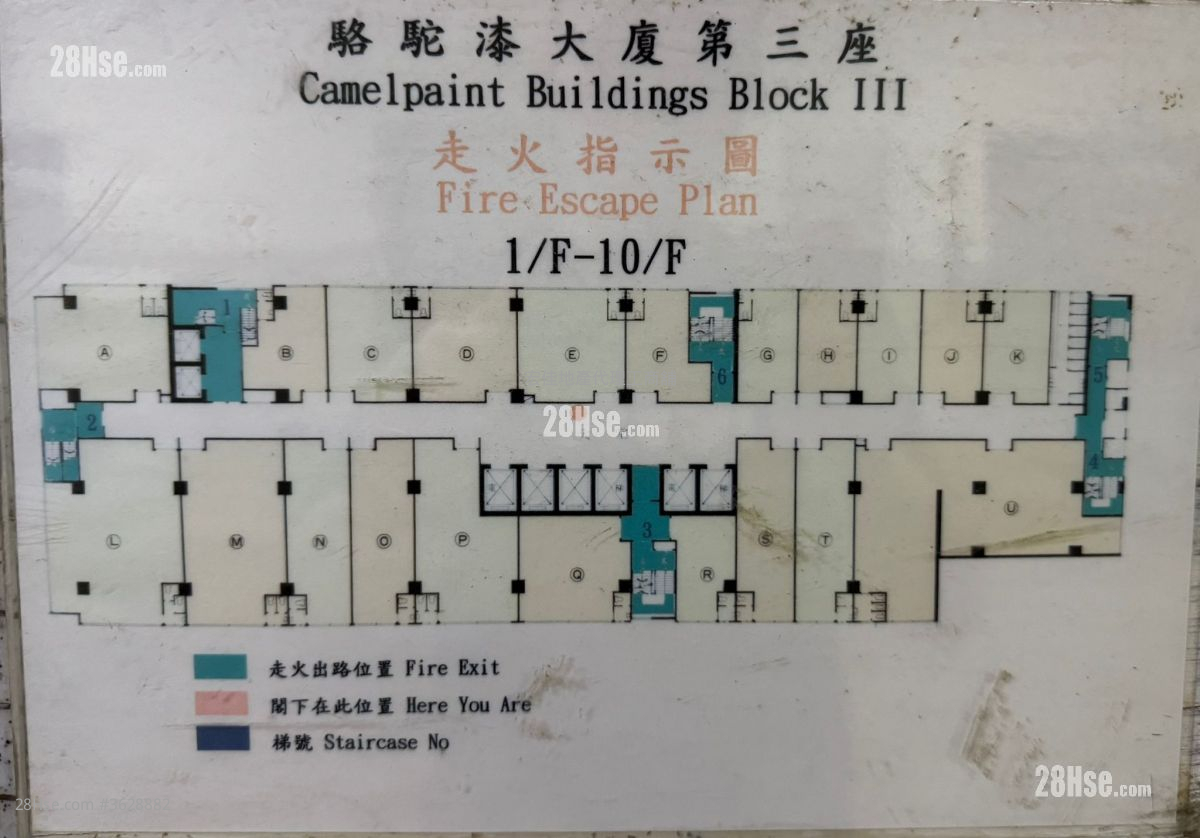 駱駝漆大廈第三座
Camelpaint Buildings Block III
走火指示圖
Fire Escape Plan
1/F-10/F
28Hse.com
1
A
B
C
D
E
F
6
G
H
I
J
K
5
2
28Hse.com
4
L
M
N
O
P
Q
3
R
S
T
U
走火出路位置 Fire Exit
閣下在此位置 Here You Are
梯號 Staircase No
28Hse.com